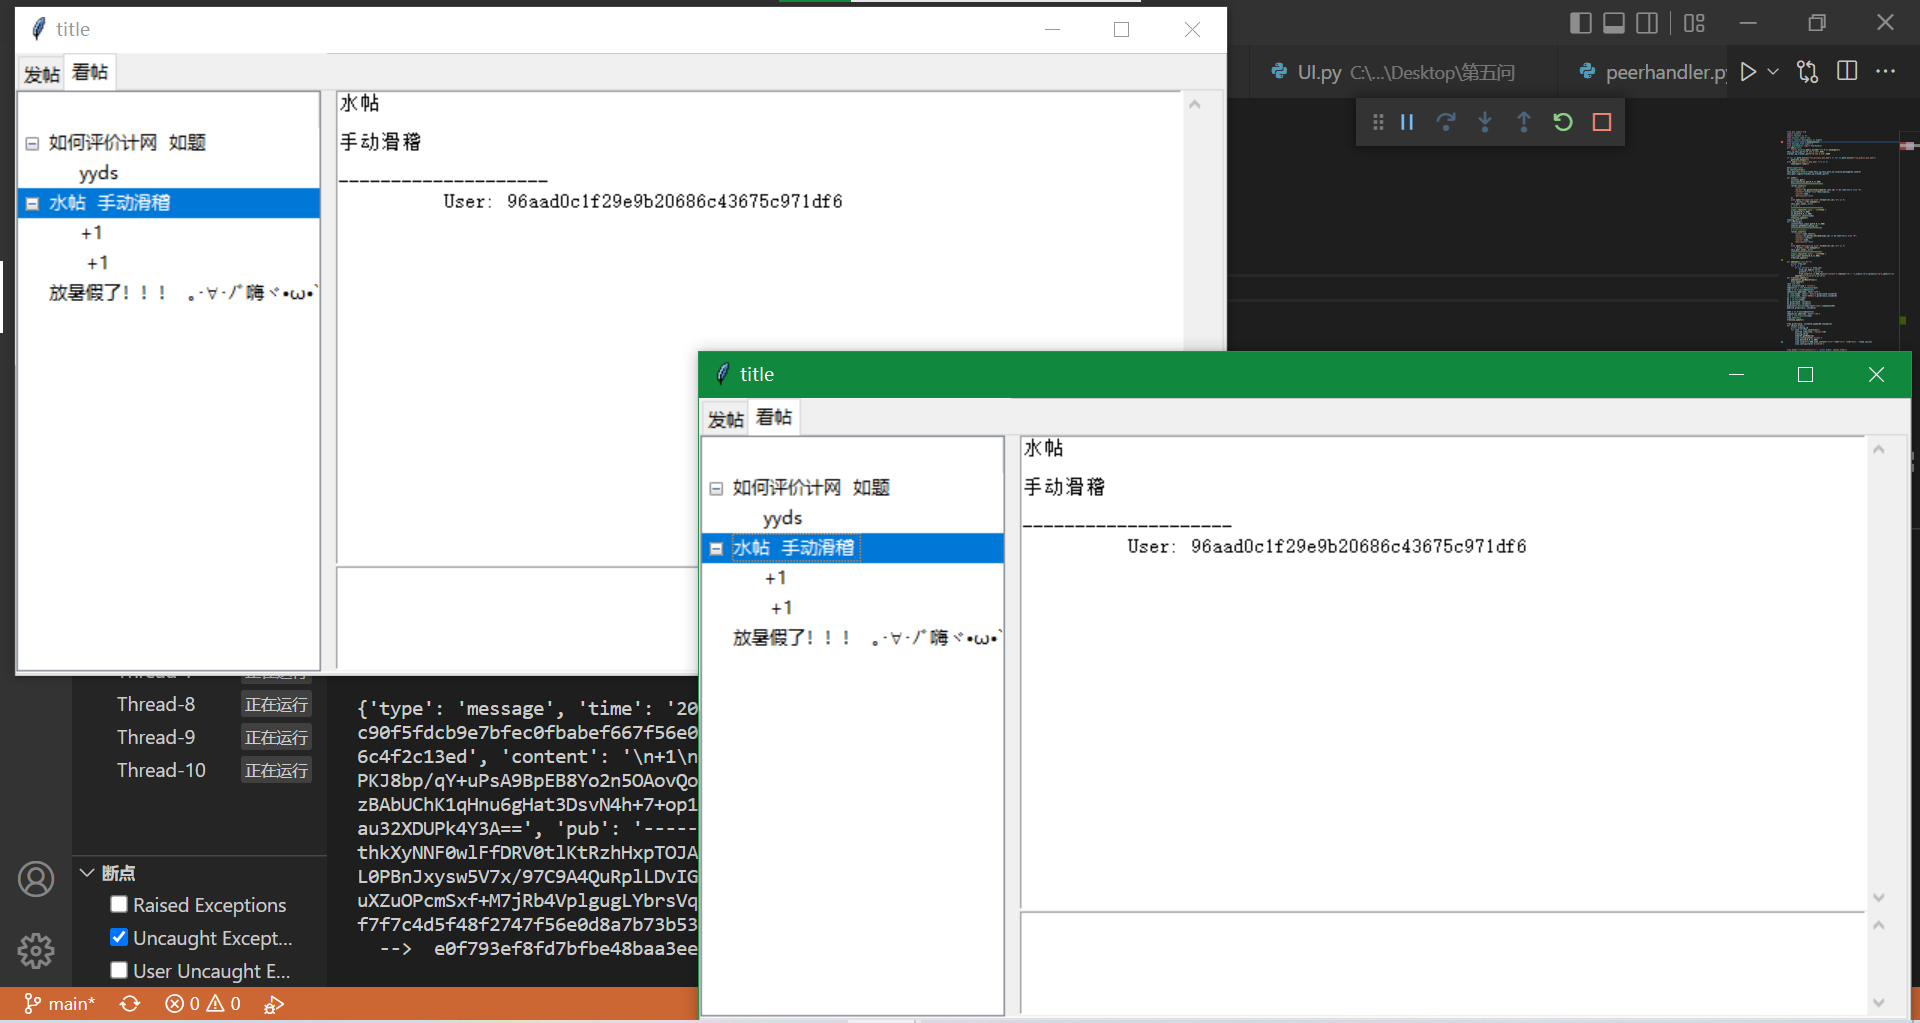 title
发帖
看帖
如何评价计网 如题
yyds
水帖 手动滑稽
+1
+1
放暑假了！！！ 。･∀･)ﾉﾞ嗨ヾ•ω•`
水帖
手动滑稽
____________________
User: 96aad0c1f29e9b20686c43675c971df6
UI.py C:\...\Desktop\第五问
peerhandler.py
title
发帖
看帖
如何评价计网 如题
yyds
水帖 手动滑稽
+1
+1
放暑假了！！！ 。･∀･)ﾉﾞ嗨ヾ•ω•`
水帖
手动滑稽
____________________
User: 96aad0c1f29e9b20686c43675c971df6
Thread-8 正在运行
Thread-9 正在运行
Thread-10 正在运行
断点
Raised Exceptions
Uncaught Except...
User Uncaught E...
{'type': 'message', 'time': '20
c90f5fdcb9e7bfec0fbabef667f56e0
6c4f2c13ed', 'content': '\n+1\n
PKJ8bp/qY+uPsA9BpEB8Yo2n5OAovQo
zBAbUChK1qHnu6gHat3DsvN4h+7+op1
au32XDUPk4Y3A==', 'pub': '-----
thkXyNNF0wlFfDRV0tlKtRzhHxpTOJA
L0PBnJxysw5V7x/97C9A4QuRplLDvIG
uXZuOPcmSxf+M7jRb4VplgugLYbrsVq
f7f7c4d5f48f2747f56e0d8a7b73b53
--> e0f793ef8fd7bfbe48baa3ee
main* 0 0